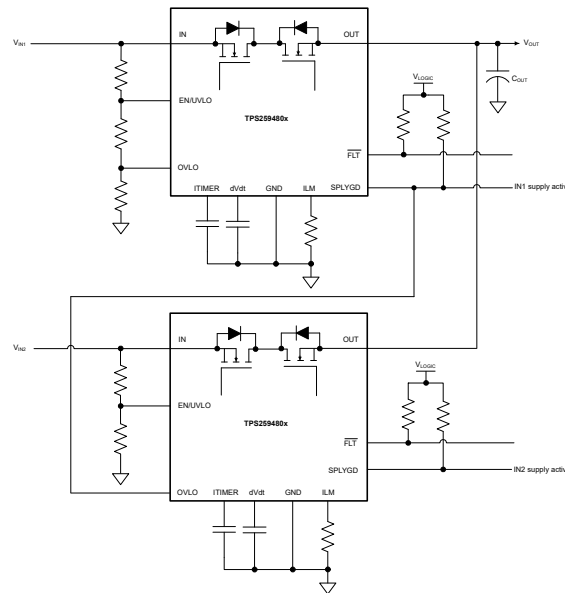 VIN1
IN
OUT
VOUT
COUT
VLOGIC
EN/UVLO
TPS259480x
OVLO
FLT
SPLYGD
IN1 supply activ
ITIMER dVdt GND ILM
VIN2
IN
OUT
VLOGIC
EN/UVLO
TPS259480x
FLT
SPLYGD
IN2 supply activ
OVLO ITIMER dVdt GND ILM